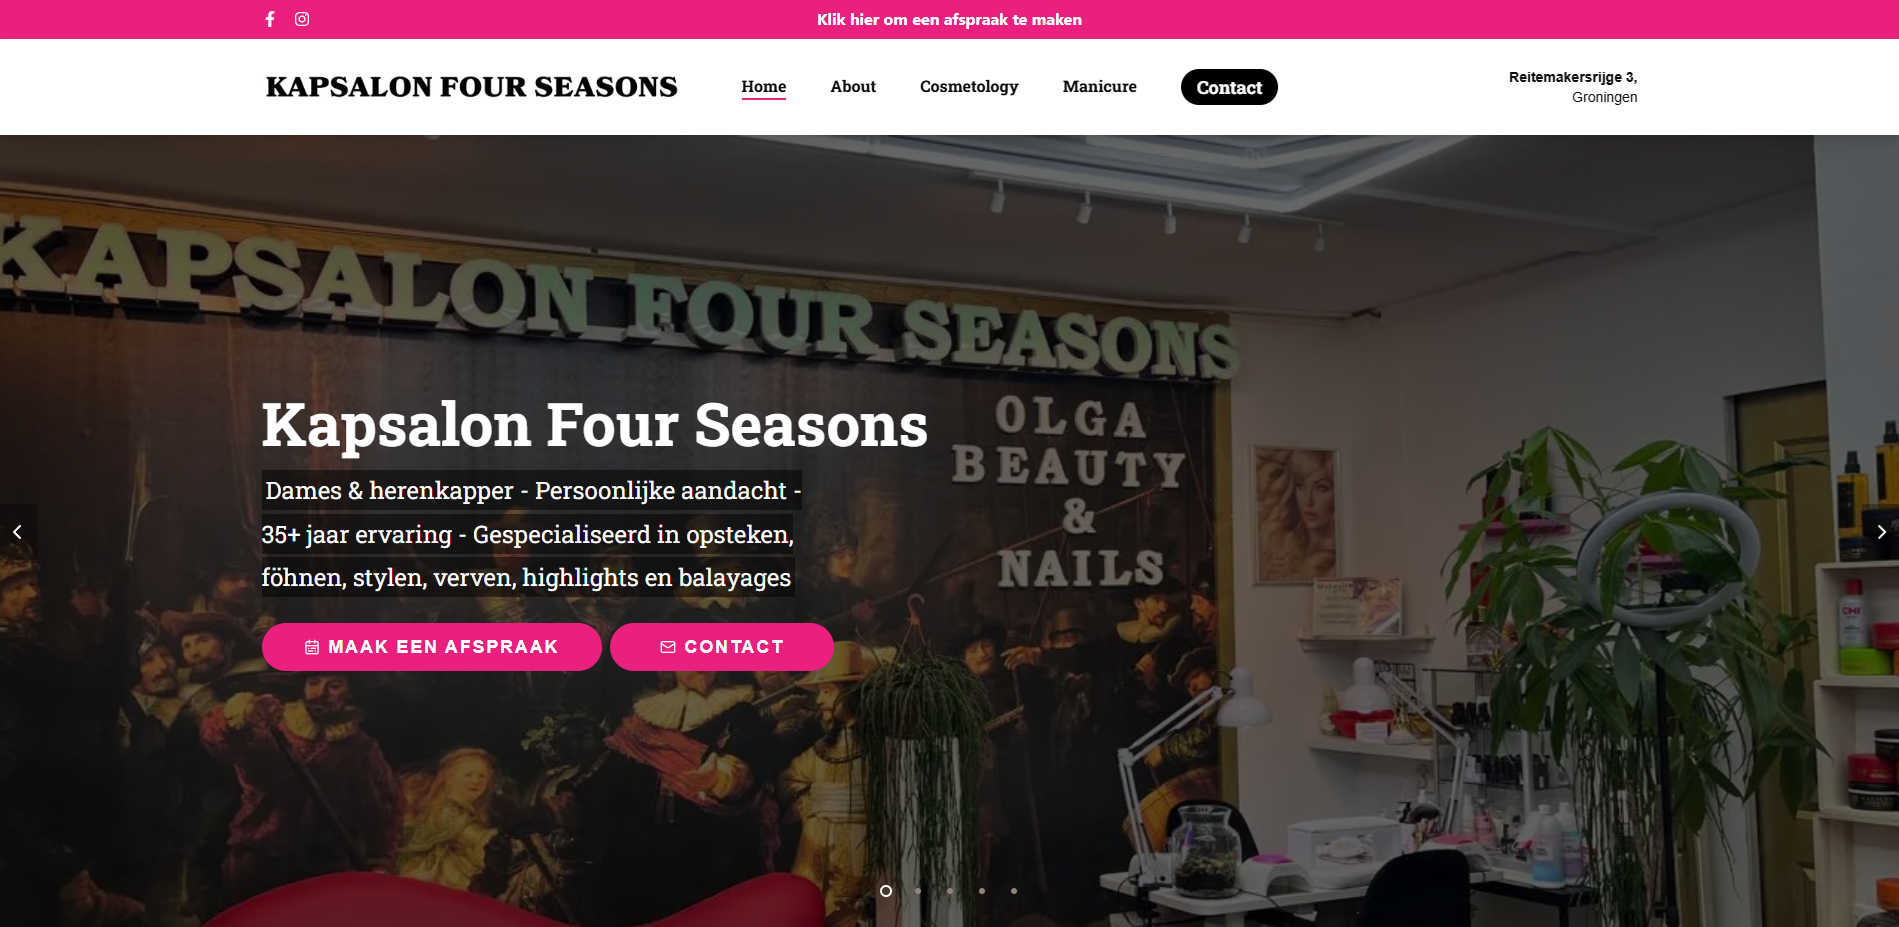 Klik hier om een afspraak te maken
KAPSALON FOUR SEASONS
Home
About
Cosmetology
Manicure
Contact
Reitemakersrijge 3,
Groningen
KAPSALON FOUR SEASONS
OLGA
BEAUTY
&
NAILS
Kapsalon Four Seasons
Dames & herenkapper - Persoonlijke aandacht -
35+ jaar ervaring - Gespecialiseerd in opsteken,
föhnen, stylen, verven, highlights en balayages
MAAK EEN AFSPRAAK
CONTACT
CHI